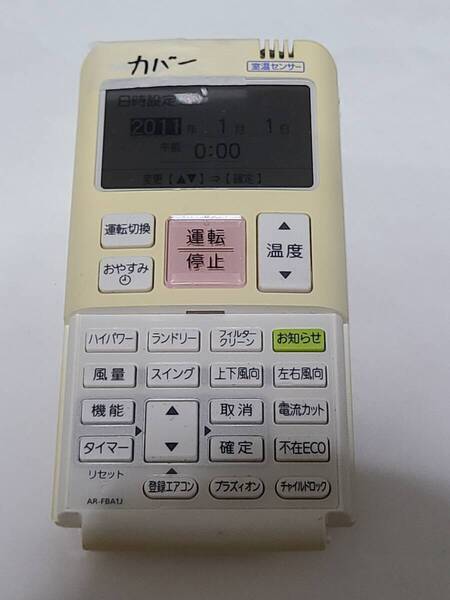 カバー
室温センサー
日時設定
2011年 1月 1日
午前 0:00
変更【▲▼】⇒【確定】
運転切換
運転
停止
▲
温度
▼
おやすみ
ハイパワー
ランドリー
フィルター
クリーン
お知らせ
風量
スイング
上下風向
左右風向
機能
▲
▼
取消
電流カット
タイマー
確定
不在ECO
リセット
登録エアコン
プラズィオン
チャイルドロック
AR-FBA1J